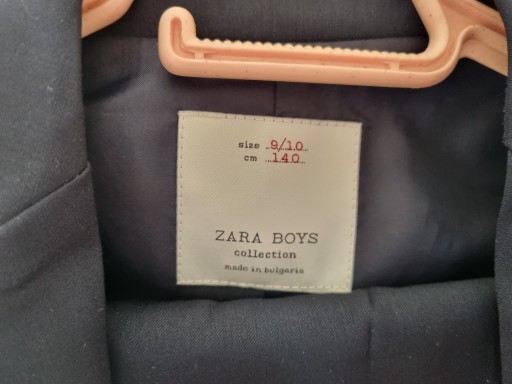 size 9/10
cm 140
ZARA BOYS
collection
made in bulgaria